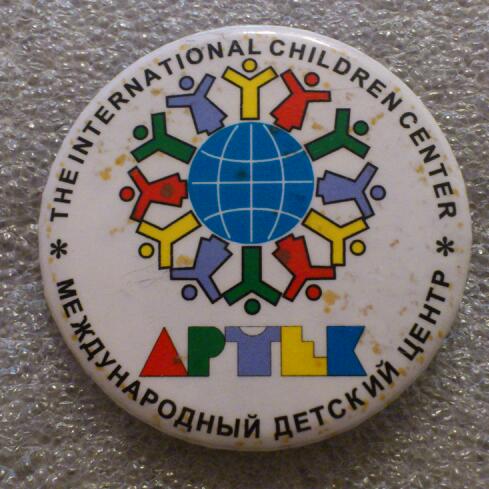 * THE INTERNATIONAL CHILDREN CENTER *
АРТЕК
МЕЖДУНАРОДНЫЙ ДЕТСКИЙ ЦЕНТР